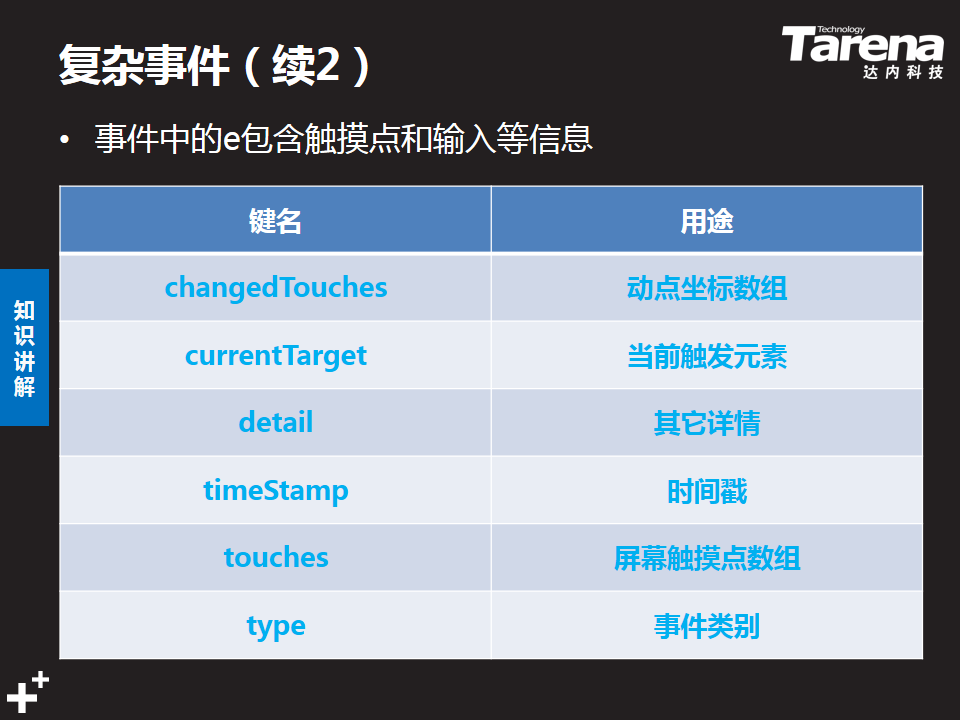 复杂事件（续2）
Technology
Tarena
达内科技
• 事件中的e包含触摸点和输入等信息
知识讲解
键名 用途
changedTouches 动点坐标数组
currentTarget 当前触发元素
detail 其它详情
timeStamp 时间戳
touches 屏幕触摸点数组
type 事件类别